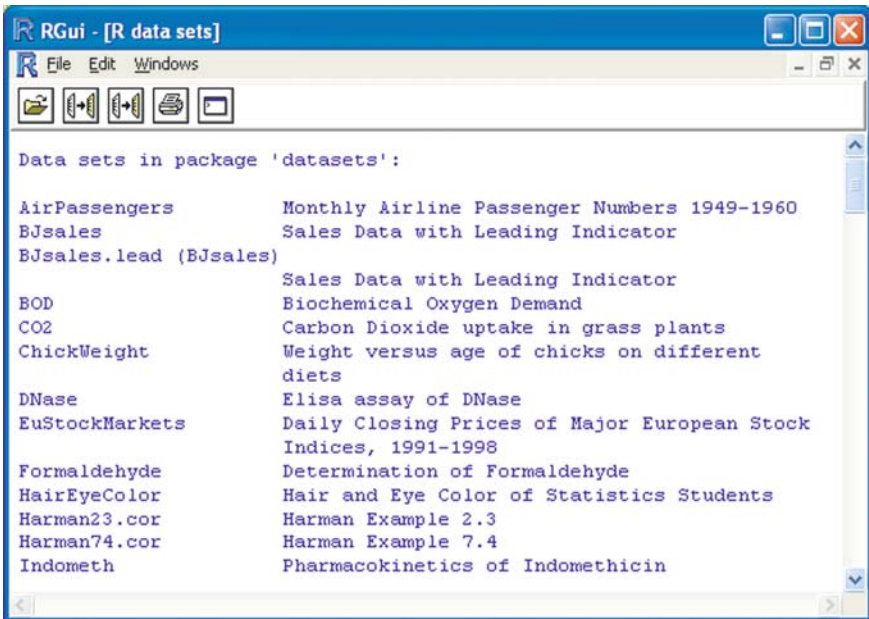 RGui - [R data sets]
File Edit Windows
Data sets in package 'datasets':
AirPassengers Monthly Airline Passenger Numbers 1949-1960
BJsales Sales Data with Leading Indicator
BJsales.lead (BJsales)
Sales Data with Leading Indicator
BOD Biochemical Oxygen Demand
CO2 Carbon Dioxide uptake in grass plants
ChickWeight Weight versus age of chicks on different
diets
DNase Elisa assay of DNase
EuStockMarkets Daily Closing Prices of Major European Stock
Indices, 1991-1998
Formaldehyde Determination of Formaldehyde
HairEyeColor Hair and Eye Color of Statistics Students
Harman23.cor Harman Example 2.3
Harman74.cor Harman Example 7.4
Indometh Pharmacokinetics of Indomethicin